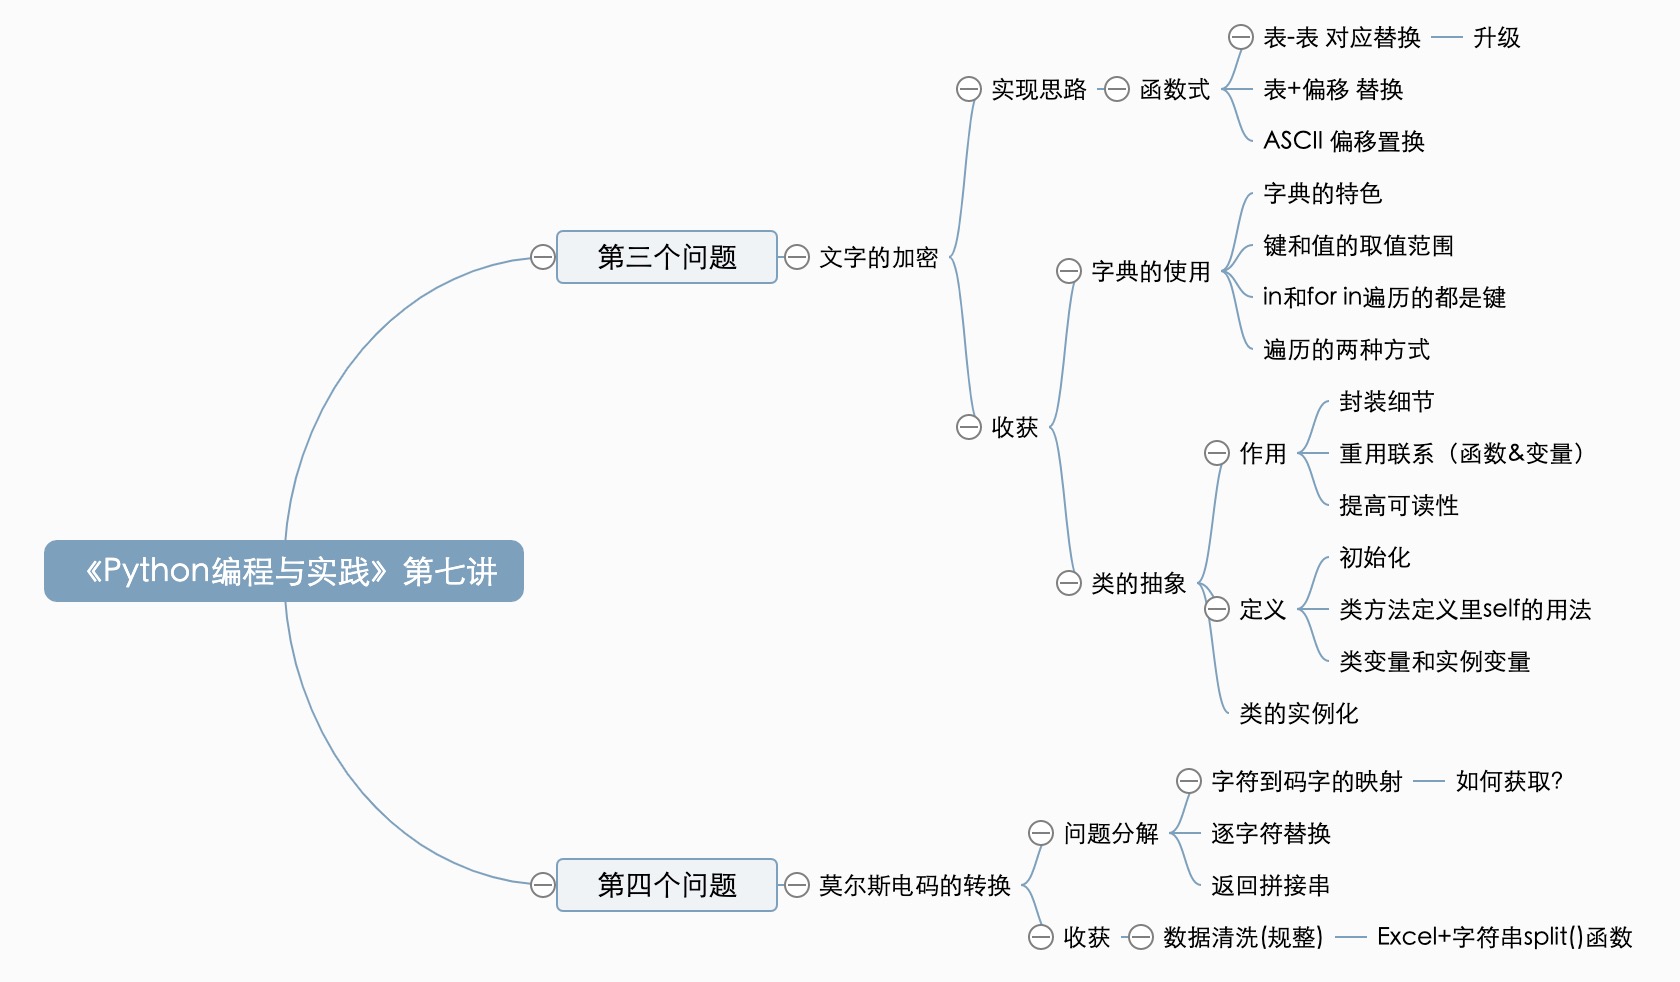 《Python编程与实践》第七讲
第三个问题
文字的加密
实现思路
函数式
表-表 对应替换
升级
表+偏移 替换
ASCII 偏移置换
收获
字典的使用
字典的特色
键和值的取值范围
in和for in遍历的都是键
遍历的两种方式
类的抽象
作用
封装细节
重用联系（函数&变量）
提高可读性
定义
初始化
类方法定义里self的用法
类变量和实例变量
类的实例化
第四个问题
莫尔斯电码的转换
问题分解
字符到码字的映射
如何获取?
逐字符替换
返回拼接串
收获
数据清洗(规整)
Excel+字符串split()函数